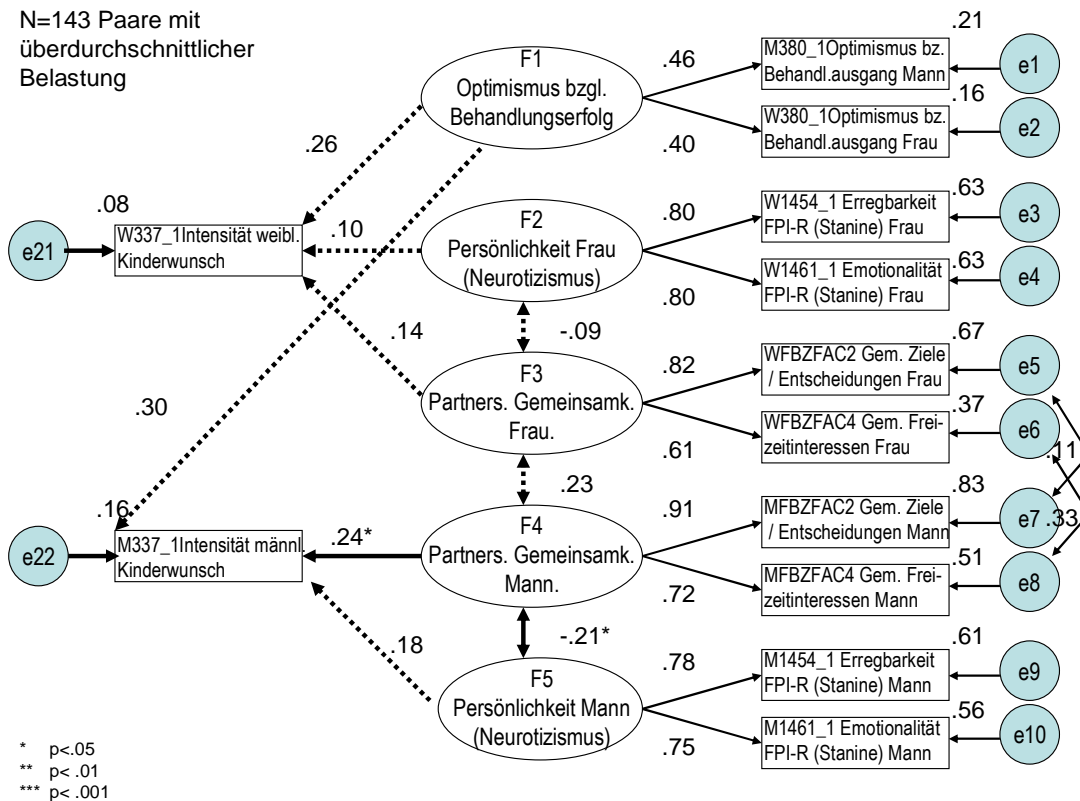 N=143 Paare mit
überdurchschnittlicher
Belastung
F1
Optimismus bzgl.
Behandlungserfolg
.46
.40
.21
M380_1Optimismus bz.
Behandl.ausgang Mann
e1
.16
W380_1Optimismus bz.
Behandl.ausgang Frau
e2
.26
.08
e21
W337_1Intensität weibl.
Kinderwunsch
.10
.14
F2
Persönlichkeit Frau
(Neurotizismus)
.80
.80
.63
W1454_1 Erregbarkeit
FPI-R (Stanine) Frau
e3
.63
W1461_1 Emotionalität
FPI-R (Stanine) Frau
e4
-.09
F3
Partners. Gemeinsamk.
Frau.
.82
.61
.67
WFBZFAC2 Gem. Ziele
/ Entscheidungen Frau
e5
.37
WFBZFAC4 Gem. Frei-
zeitinteressen Frau
e6
.11
.30
.23
.16
e22
M337_1Intensität männl.
Kinderwunsch
.24*
F4
Partners. Gemeinsamk.
Mann.
.91
.72
.83
MFBZFAC2 Gem. Ziele
/ Entscheidungen Mann
e7
.33
.51
MFBZFAC4 Gem. Frei-
zeitinteressen Mann
e8
.18
-.21*
F5
Persönlichkeit Mann
(Neurotizismus)
.78
.75
.61
M1454_1 Erregbarkeit
FPI-R (Stanine) Mann
e9
.56
M1461_1 Emotionalität
FPI-R (Stanine) Mann
e10
* p<.05
** p< .01
*** p< .001